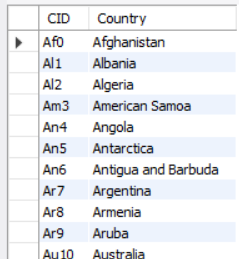 CID Country
Af0 Afghanistan
Al1 Albania
Al2 Algeria
Am3 American Samoa
An4 Angola
An5 Antarctica
An6 Antigua and Barbuda
Ar7 Argentina
Ar8 Armenia
Ar9 Aruba
Au10 Australia